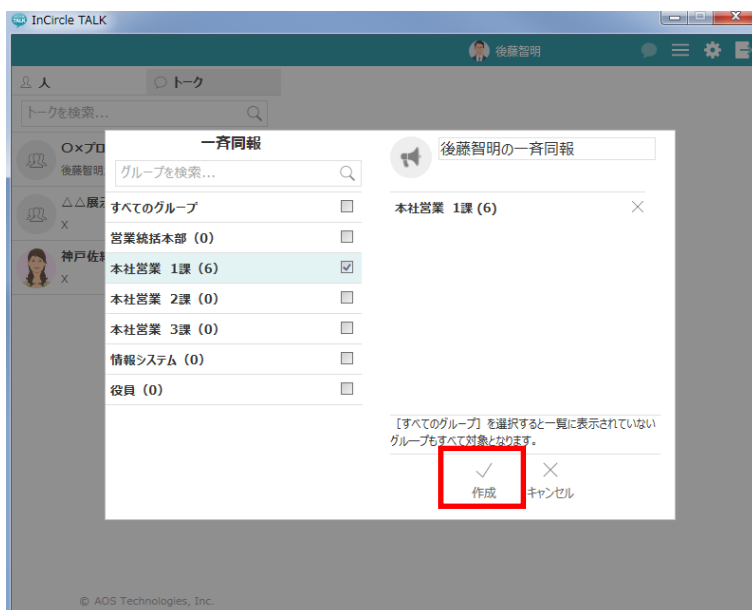 InCircle TALK
後藤智明
人
トーク
トークを検索...
〇×プロ
後藤智明
△△展示
X
神戸佐
X
一斉同報
グループを検索...
すべてのグループ
営業統括本部 (0)
本社営業 1課 (6)
本社営業 2課 (0)
本社営業 3課 (0)
情報システム (0)
役員 (0)
後藤智明の一斉同報
本社営業 1課 (6)
[すべてのグループ] を選択すると一覧に表示されていない
グループもすべて対象となります。
作成
キャンセル
© AOS Technologies, Inc.